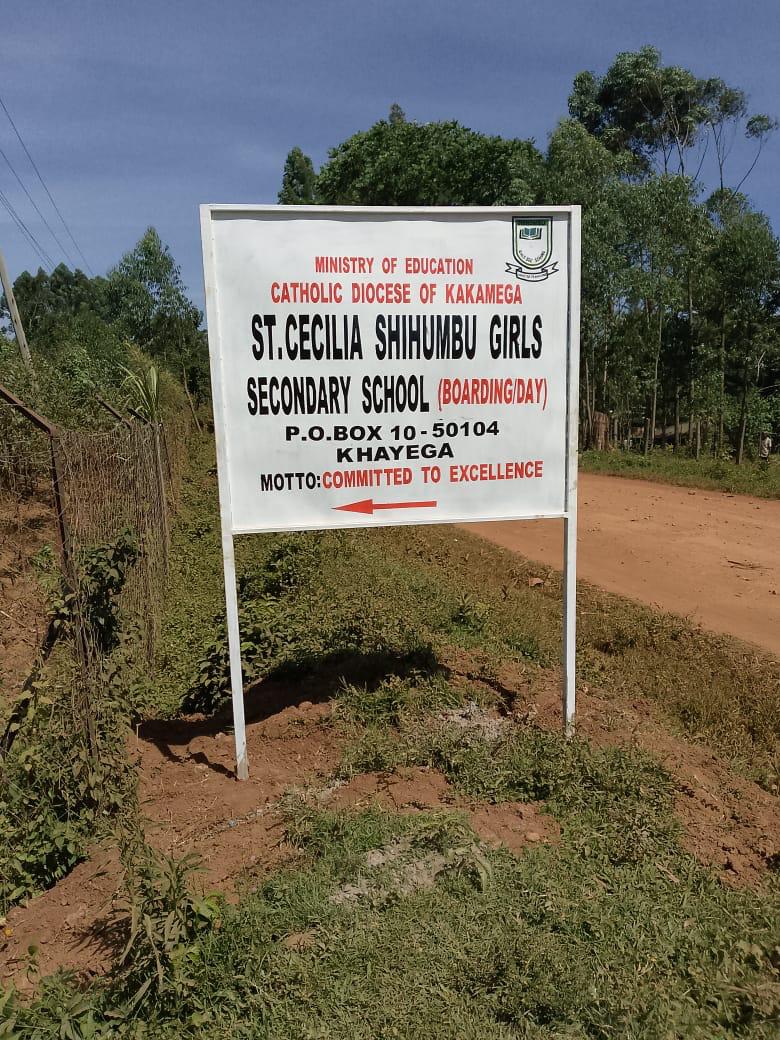 MINISTRY OF EDUCATION
CATHOLIC DIOCESE OF KAKAMEGA
ST.CECILIA SHIHUMBU GIRLS
SECONDARY SCHOOL (BOARDING/DAY)
P.O.BOX 10-50104
KHAYEGA
MOTTO:COMMITTED TO EXCELLENCE